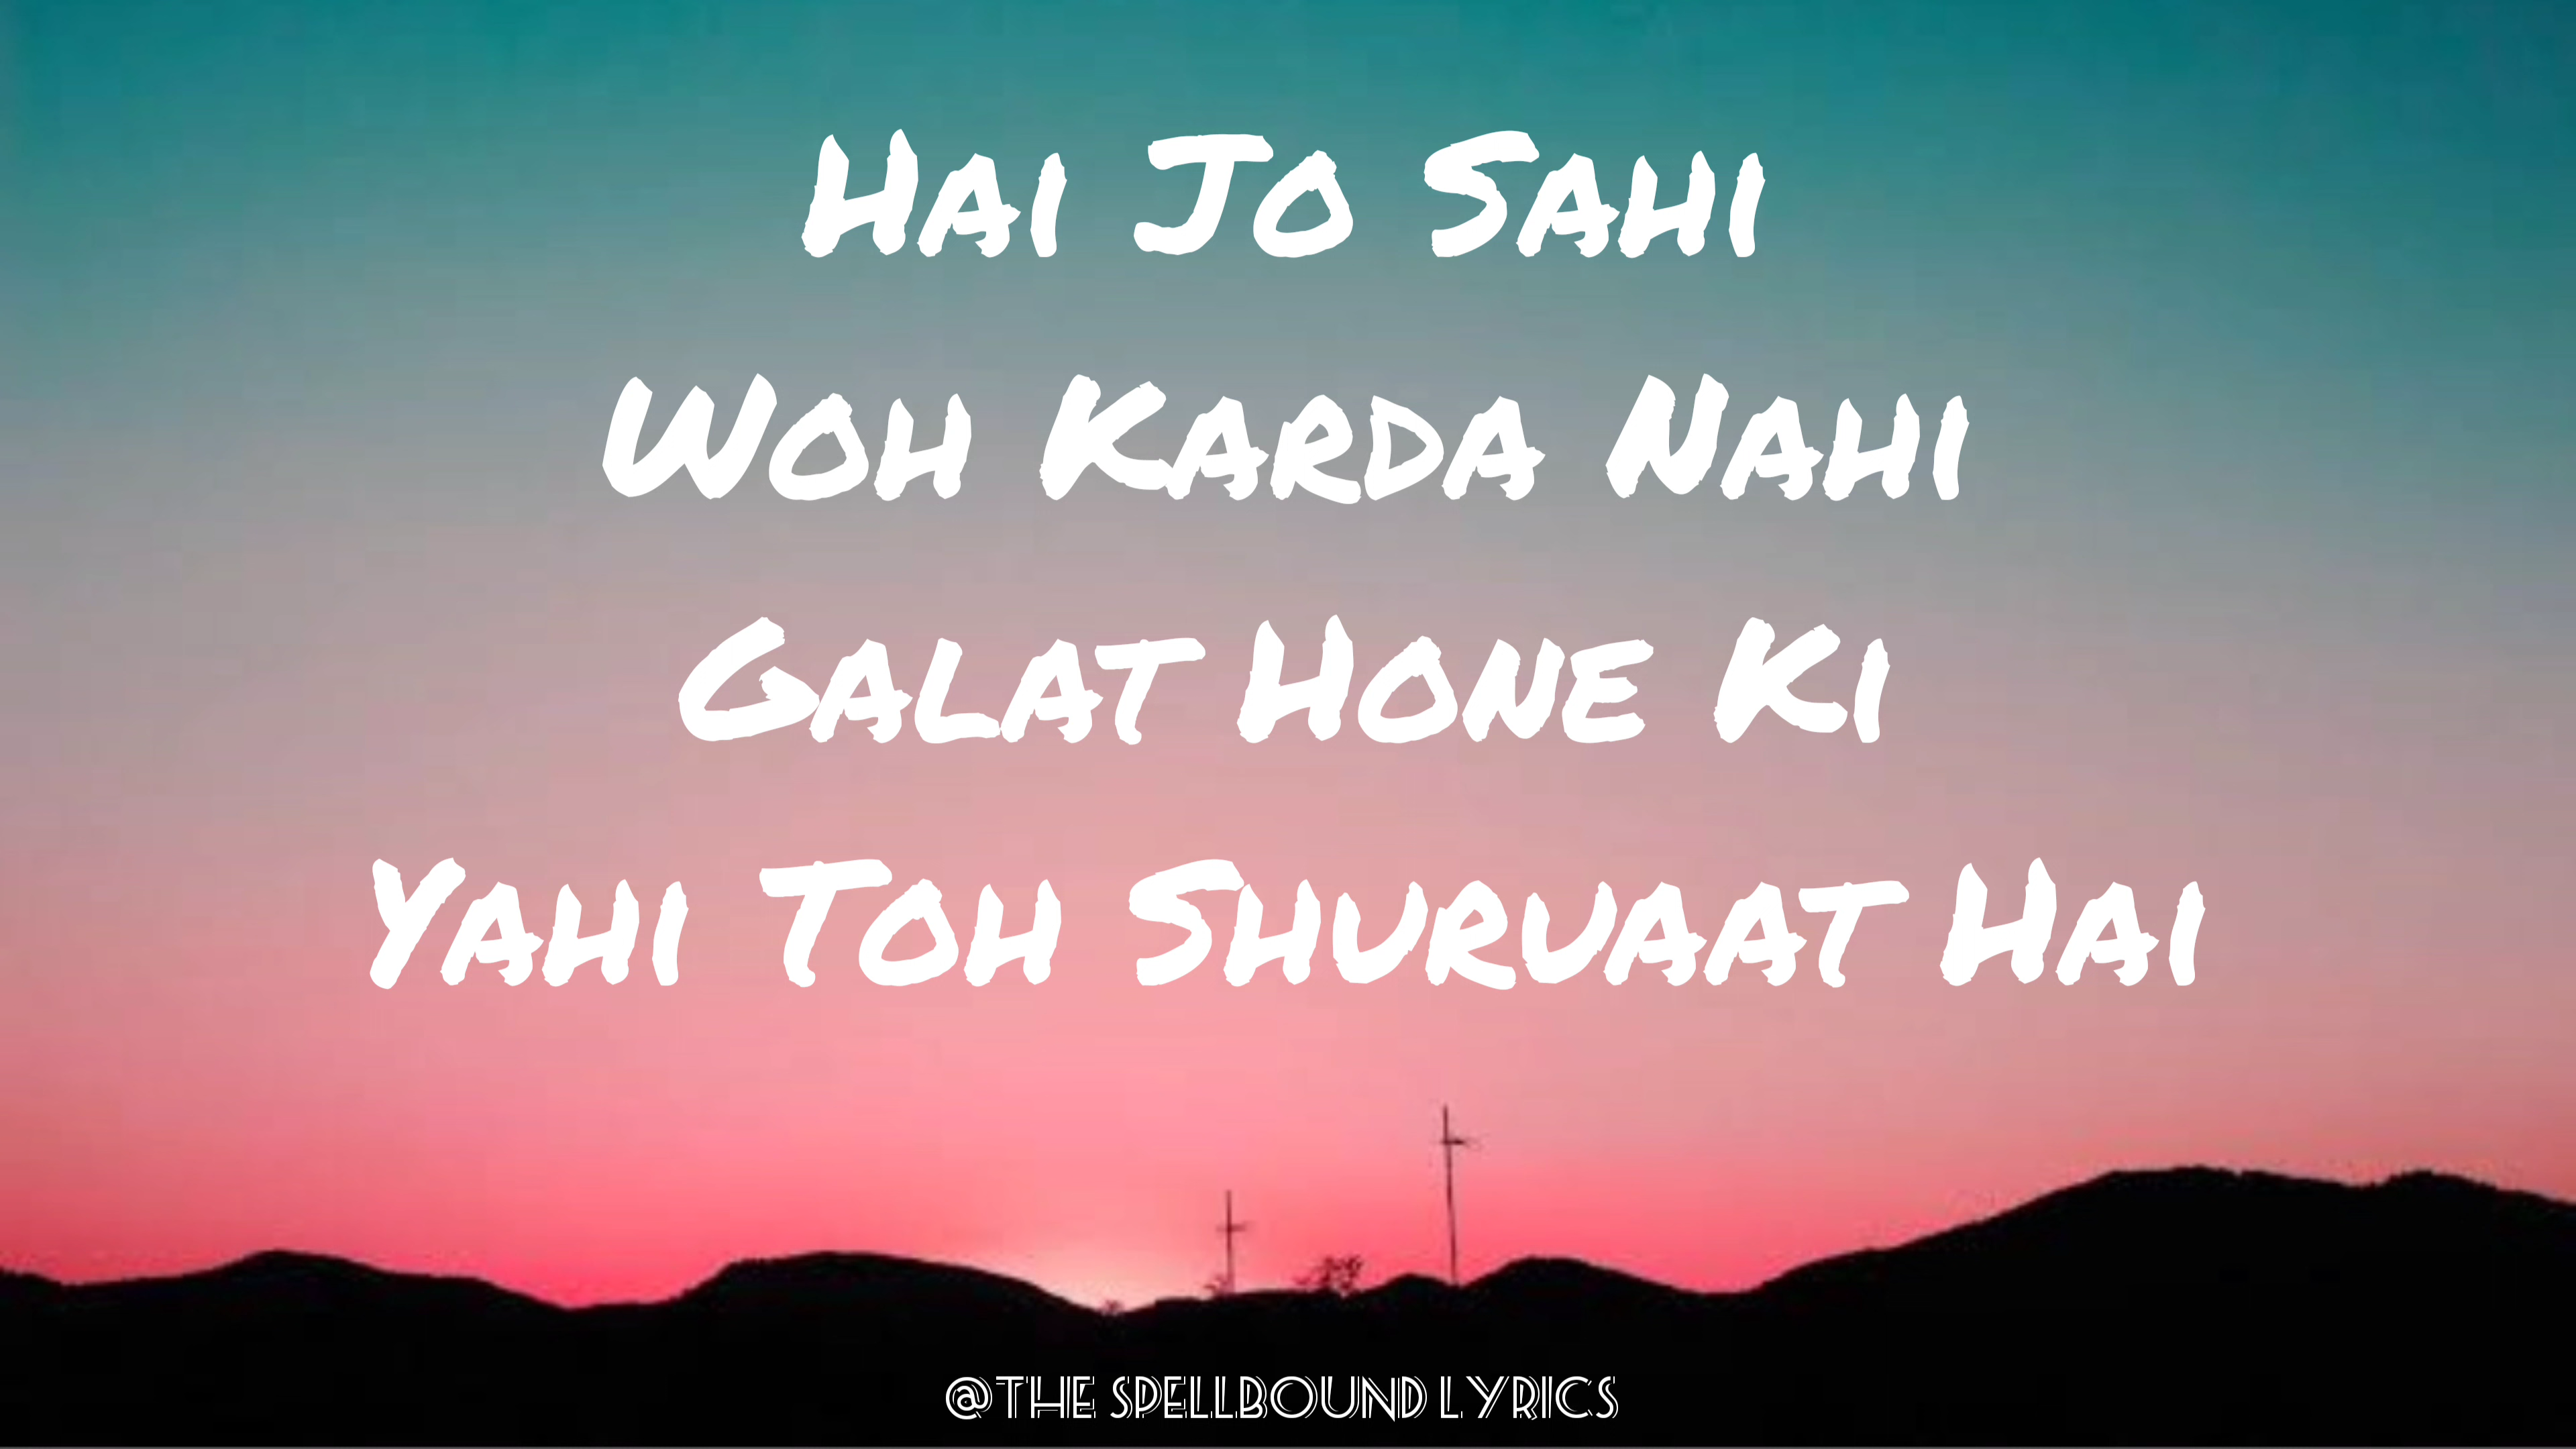 Hai Jo Sahi
Woh Karda Nahi
Galat Hone Ki
Yahi Toh Shuruaat Hai
@THE SPELLBOUND LYRICS